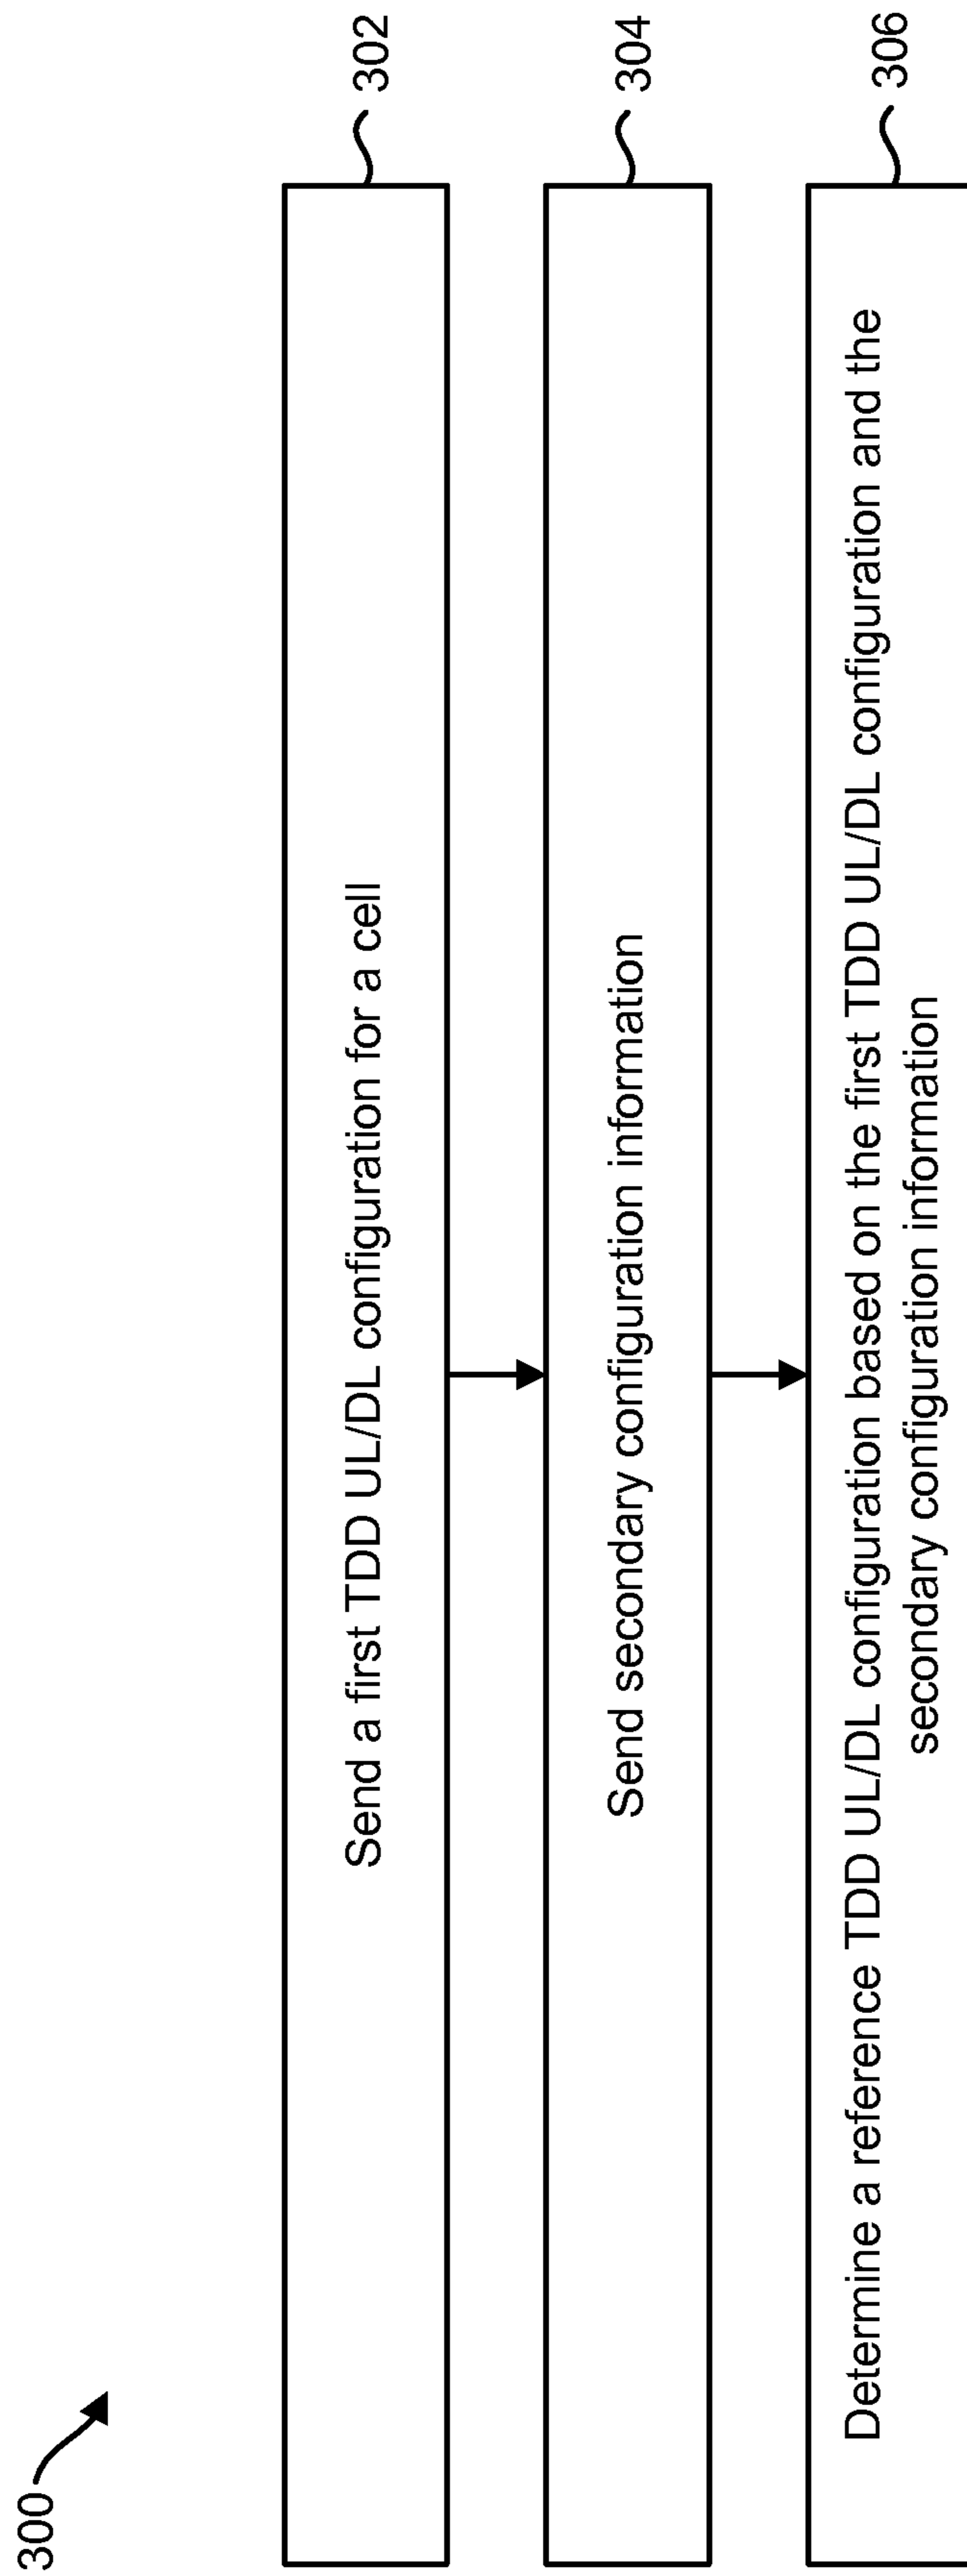 300
Send a first TDD UL/DL configuration for a cell
302
Send secondary configuration information
304
Determine a reference TDD UL/DL configuration based on the first TDD UL/DL configuration and the
secondary configuration information
306